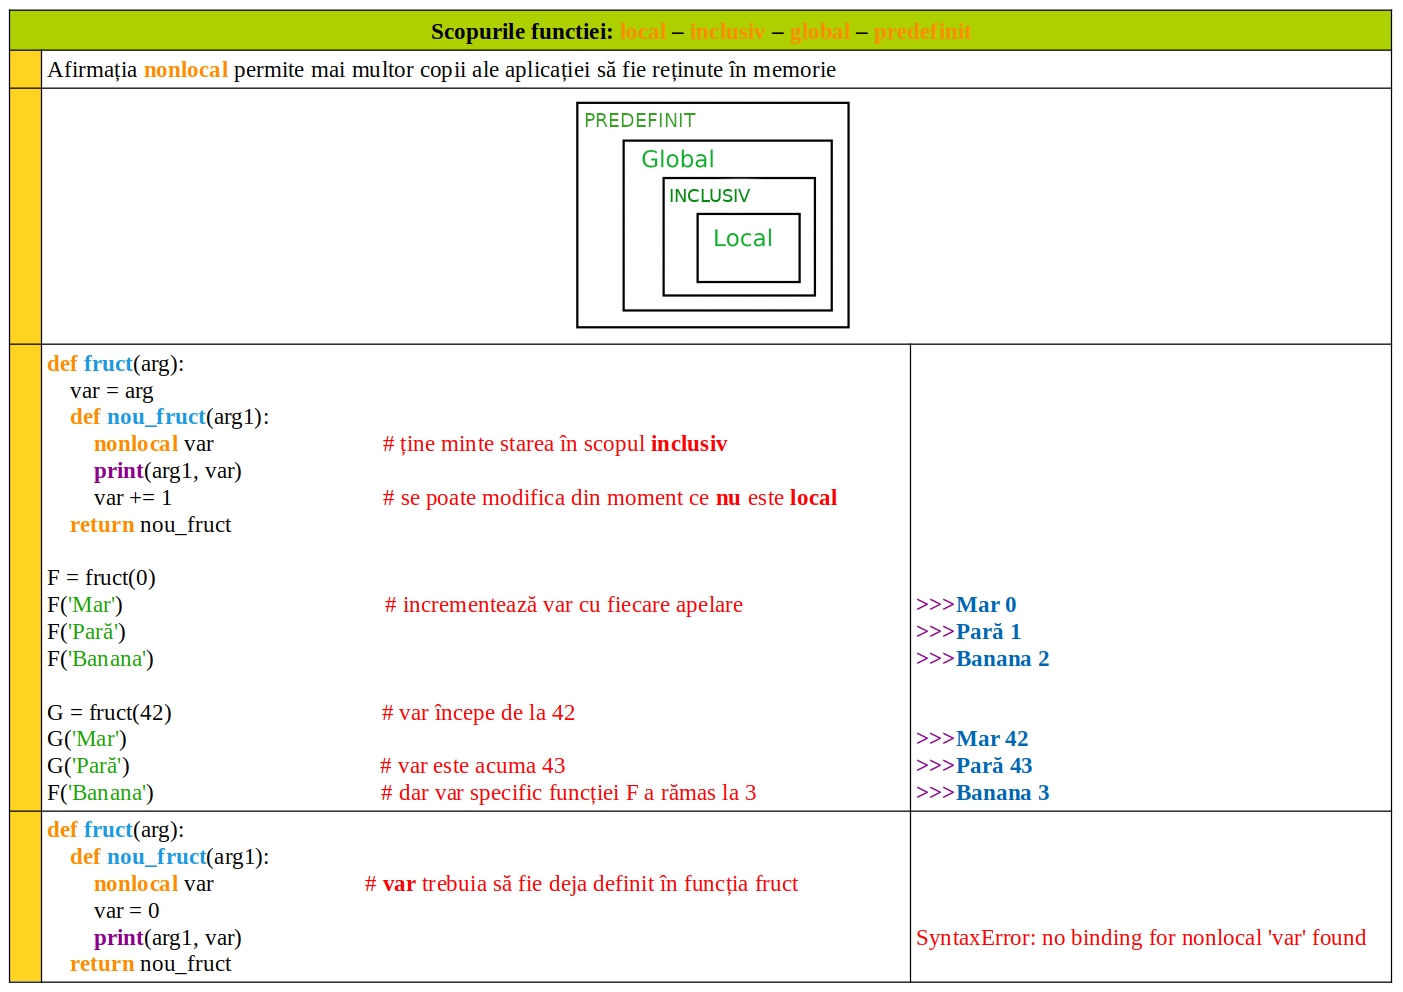 Scopurile functiei: local – inclusiv – global – predefinit
Afirmația nonlocal permite mai multor copii ale aplicației să fie reținute în memorie
PREDEFINIT
Global
INCLUSIV
Local
def fruct(arg):
var = arg
def nou_fruct(arg1):
nonlocal var # ține minte starea în scopul inclusiv
print(arg1, var)
var += 1 # se poate modifica din moment ce nu este local
return nou_fruct
F = fruct(0)
F('Mar') # incrementează var cu fiecare apelare >>>Mar 0
F('Pară') >>>Pară 1
F('Banana') >>>Banana 2
G = fruct(42) # var începe de la 42
G('Mar') >>>Mar 42
G('Pară') # var este acuma 43 >>>Pară 43
F('Banana') # dar var specific funcției F a rămas la 3 >>>Banana 3
def fruct(arg):
def nou_fruct(arg1):
nonlocal var # var trebuia să fie deja definit în funcția fruct
var = 0
print(arg1, var) SyntaxError: no binding for nonlocal 'var' found
return nou_fruct